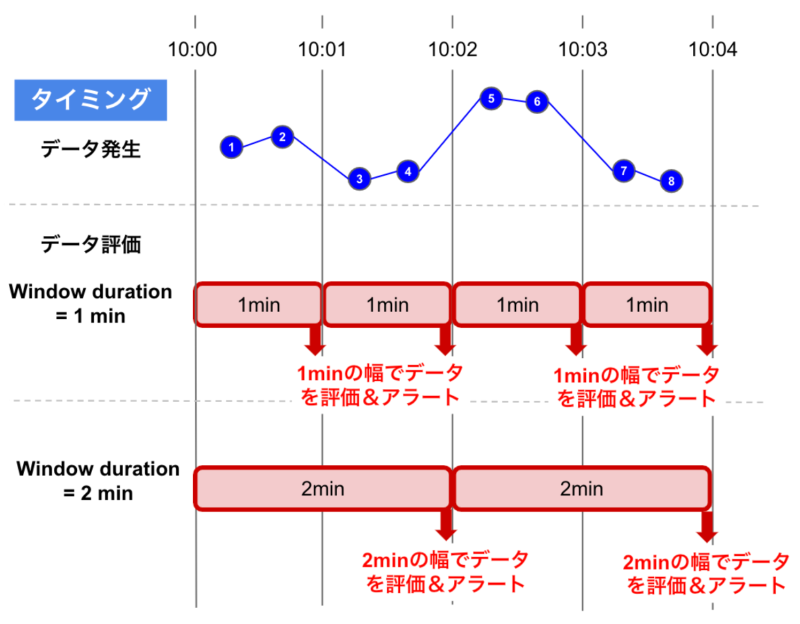 10:00 10:01 10:02 10:03 10:04
タイミング
データ発生
1 2 3 4 5 6 7 8
データ評価
Window duration
= 1 min
1min 1min 1min 1min
1minの幅でデータ
を評価＆アラート
1minの幅でデータ
を評価＆アラート
Window duration
= 2 min
2min 2min
2minの幅でデータ
を評価＆アラート
2minの幅でデータ
を評価＆アラート